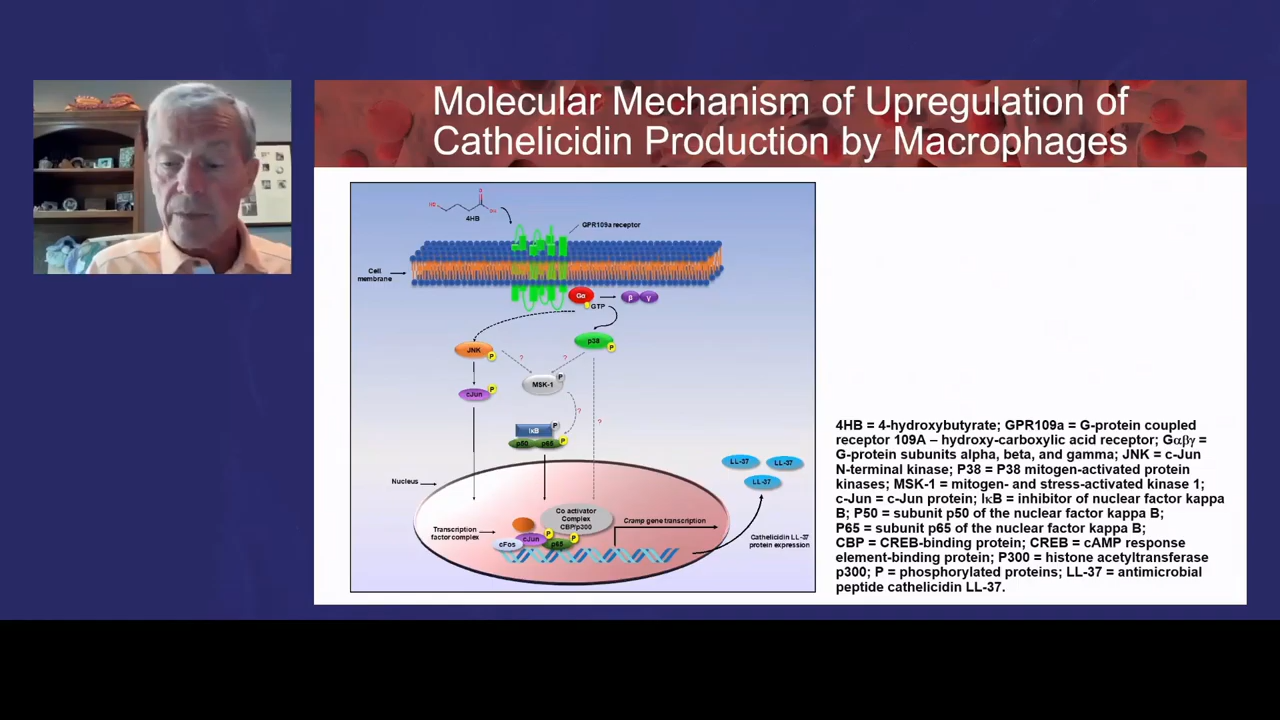 Molecular Mechanism of Upregulation of
Cathelicidin Production by Macrophages
4HB
GPR109a receptor
Cell
membrane
Gα
β
γ
GTP
p38
P
JNK
P
?
?
MSK-1
P
cJun
P
?
?
IκB
P
p50
p65
P
Nucleus
LL-37
LL-37
LL-37
Co activator
Complex
CBP/p300
Cramp gene transcription
Transcription
factor complex
cFos
cJun
P
p65
P
Cathelicidin LL-37
protein expression
4HB = 4-hydroxybutyrate; GPR109a = G-protein coupled
receptor 109A – hydroxy-carboxylic acid receptor; Gαβγ =
G-protein subunits alpha, beta, and gamma; JNK = c-Jun
N-terminal kinase; P38 = P38 mitogen-activated protein
kinases; MSK-1 = mitogen- and stress-activated kinase 1;
c-Jun = c-Jun protein; IκB = inhibitor of nuclear factor kappa
B; P50 = subunit p50 of the nuclear factor kappa B;
P65 = subunit p65 of the nuclear factor kappa B;
CBP = CREB-binding protein; CREB = cAMP response
element-binding protein; P300 = histone acetyltransferase
p300; P = phosphorylated proteins; LL-37 = antimicrobial
peptide cathelicidin LL-37.